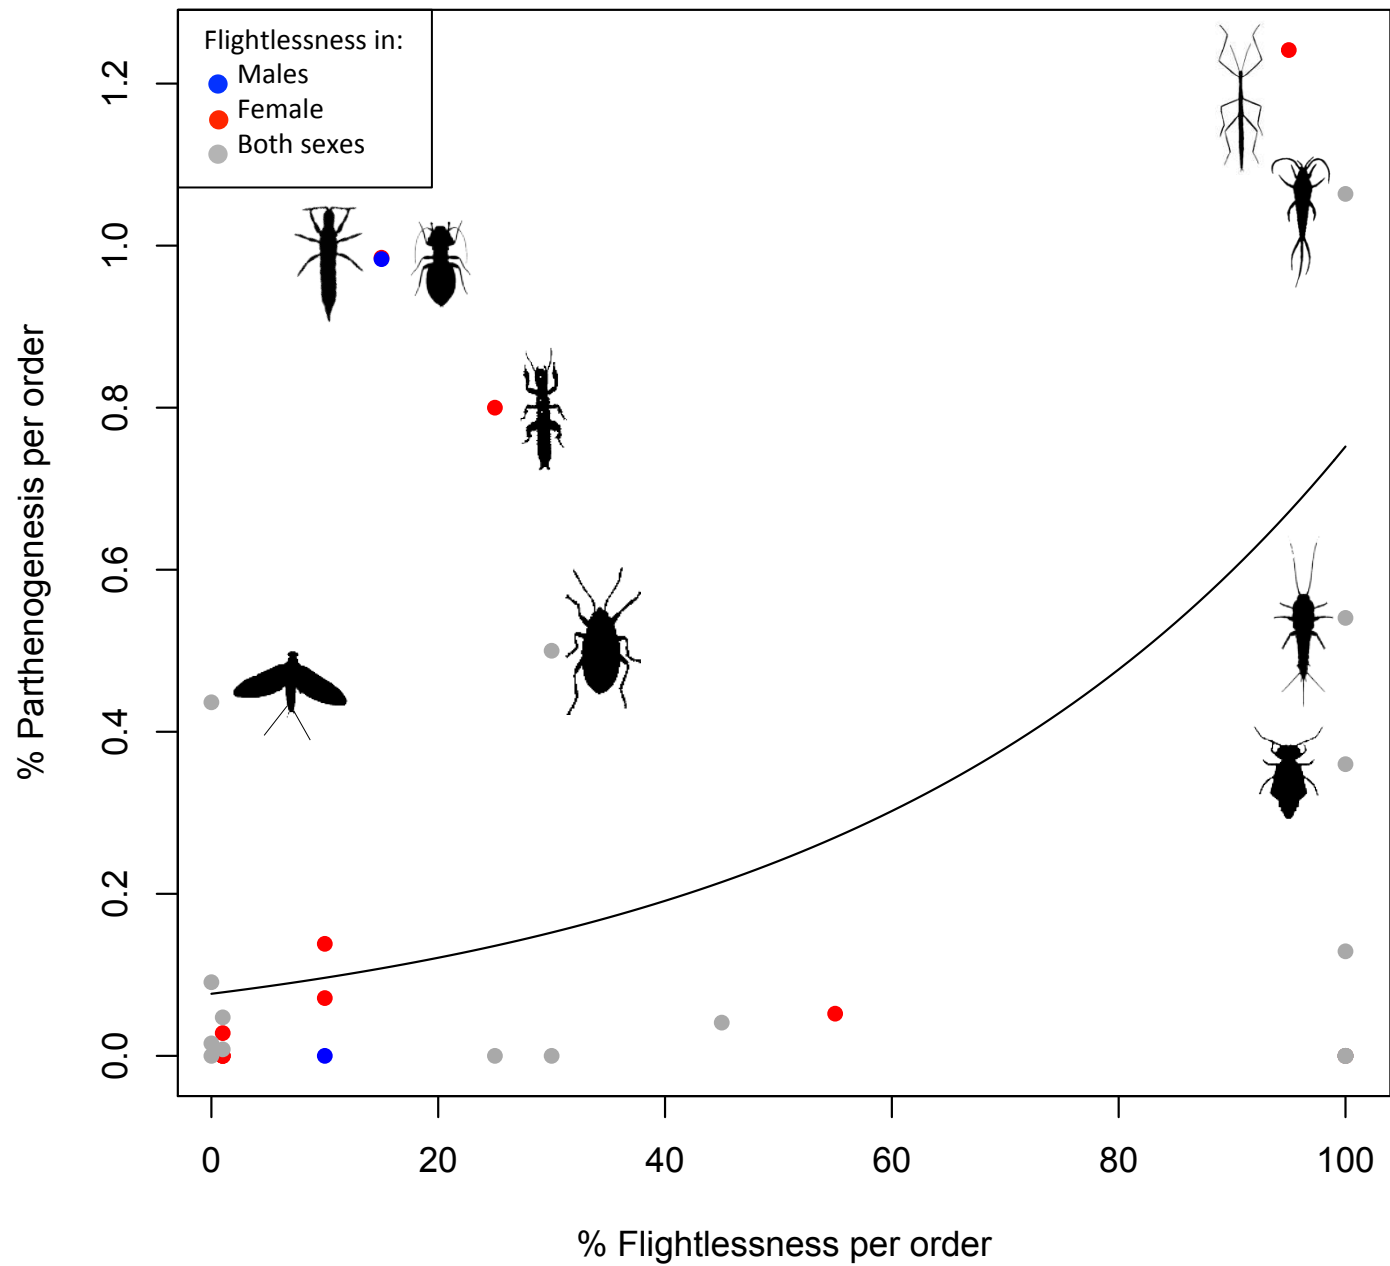 Flightlessness in:
Males
Female
Both sexes
% Parthenogenesis per order
1.2
1.0
0.8
0.6
0.4
0.2
0.0
0 20 40 60 80 100
% Flightlessness per order